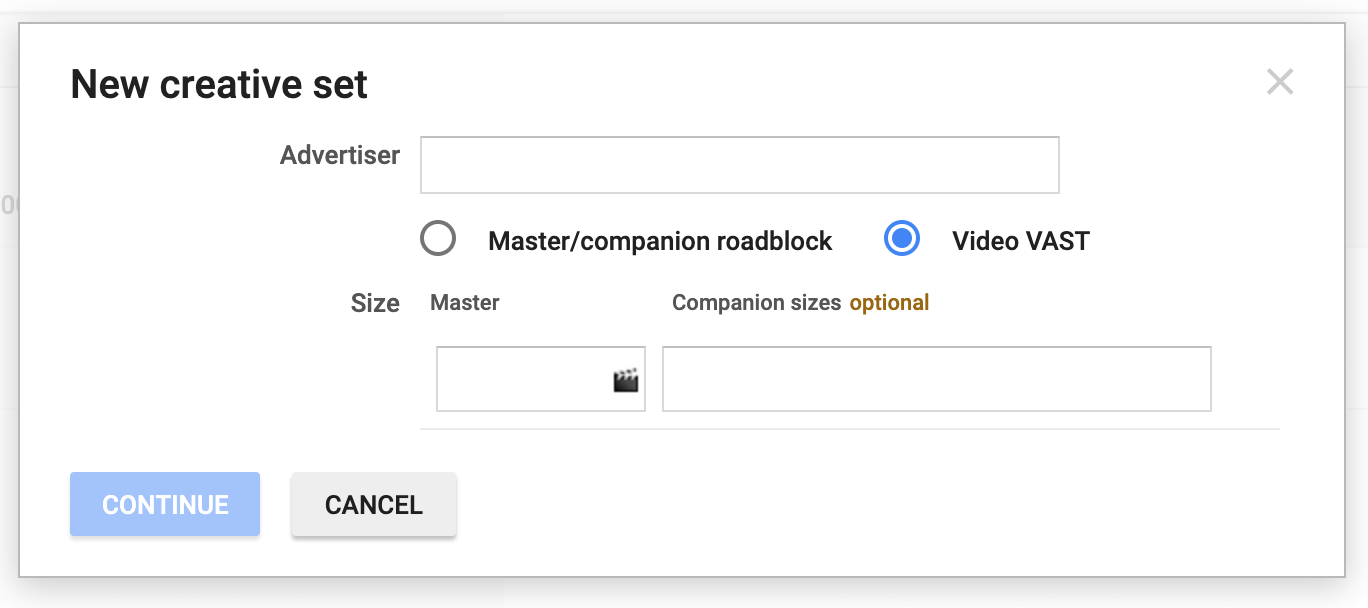 New creative set
Advertiser
Master/companion roadblock Video VAST
Size Master Companion sizes optional
CONTINUE CANCEL